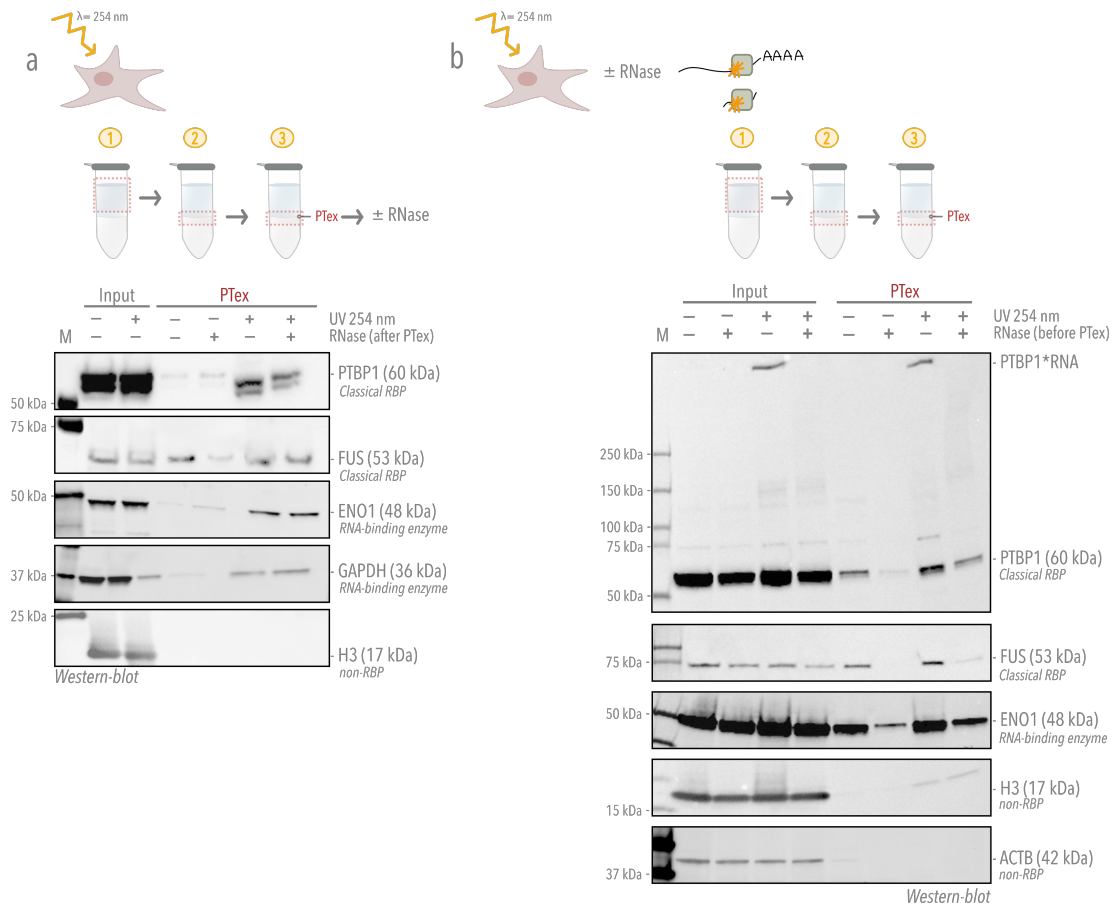 λ= 254 nm
a
1 2 3
PTex ± RNase
Input PTex
– + – – + + UV 254 nm
M – + – + RNase (after PTex)
PTBP1 (60 kDa)
Classical RBP
50 kDa
75 kDa
FUS (53 kDa)
Classical RBP
50 kDa
ENO1 (48 kDa)
RNA-binding enzyme
37 kDa
GAPDH (36 kDa)
RNA-binding enzyme
25 kDa
H3 (17 kDa)
non-RBP
Western-blot
λ= 254 nm
b
± RNase
AAAA
1 2 3
PTex
Input PTex
– – + + – – + + UV 254 nm
M – + – + – + – + RNase (before PTex)
PTBP1*RNA
250 kDa
150 kDa
100 kDa
75 kDa
PTBP1 (60 kDa)
Classical RBP
50 kDa
FUS (53 kDa)
75 kDa
Classical RBP
50 kDa
ENO1 (48 kDa)
RNA-binding enzyme
H3 (17 kDa)
non-RBP
15 kDa
ACTB (42 kDa)
non-RBP
37 kDa
Western-blot